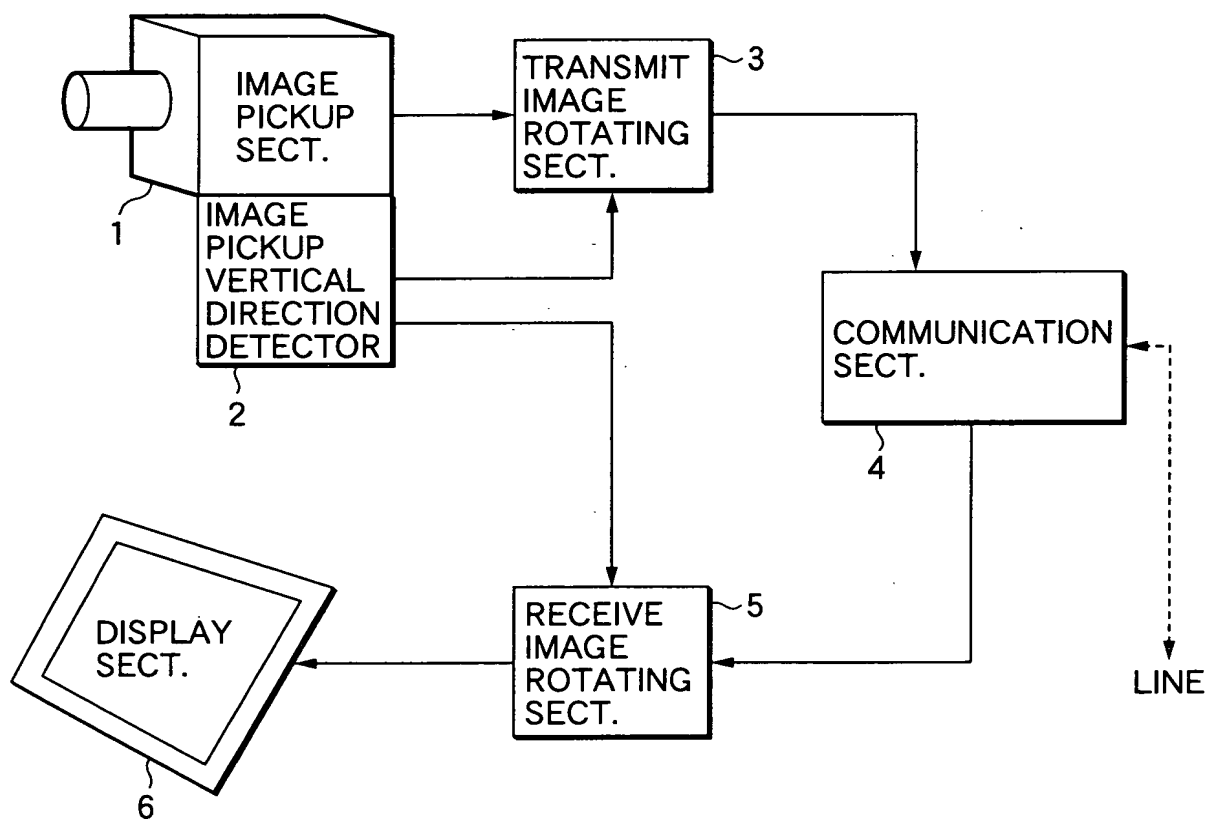 IMAGE
PICKUP
SECT.
1
IMAGE
PICKUP
VERTICAL
DIRECTION
DETECTOR
2
TRANSMIT
IMAGE
ROTATING
SECT.
3
COMMUNICATION
SECT.
4
LINE
RECEIVE
IMAGE
ROTATING
SECT.
5
DISPLAY
SECT.
6